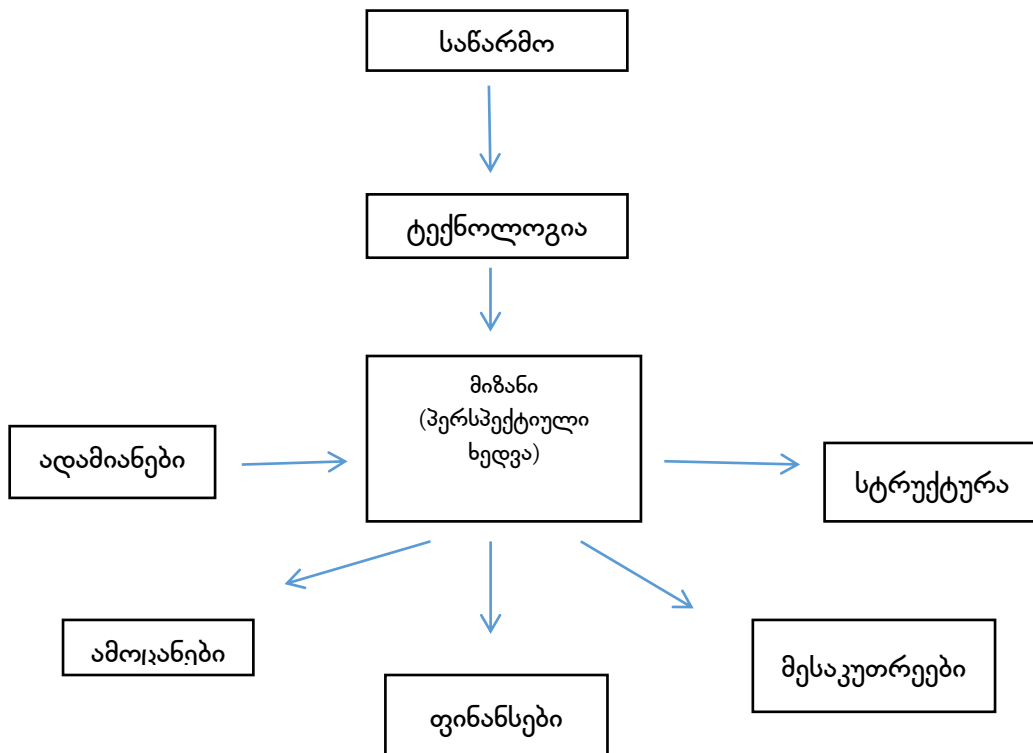 საწარმო
ტექნოლოგია
მიზანი
(პერსპექტიული
ხედვა)
ადამიანები
სტრუქტურა
ამოცანები
მესაკუთრეები
ფინანსები